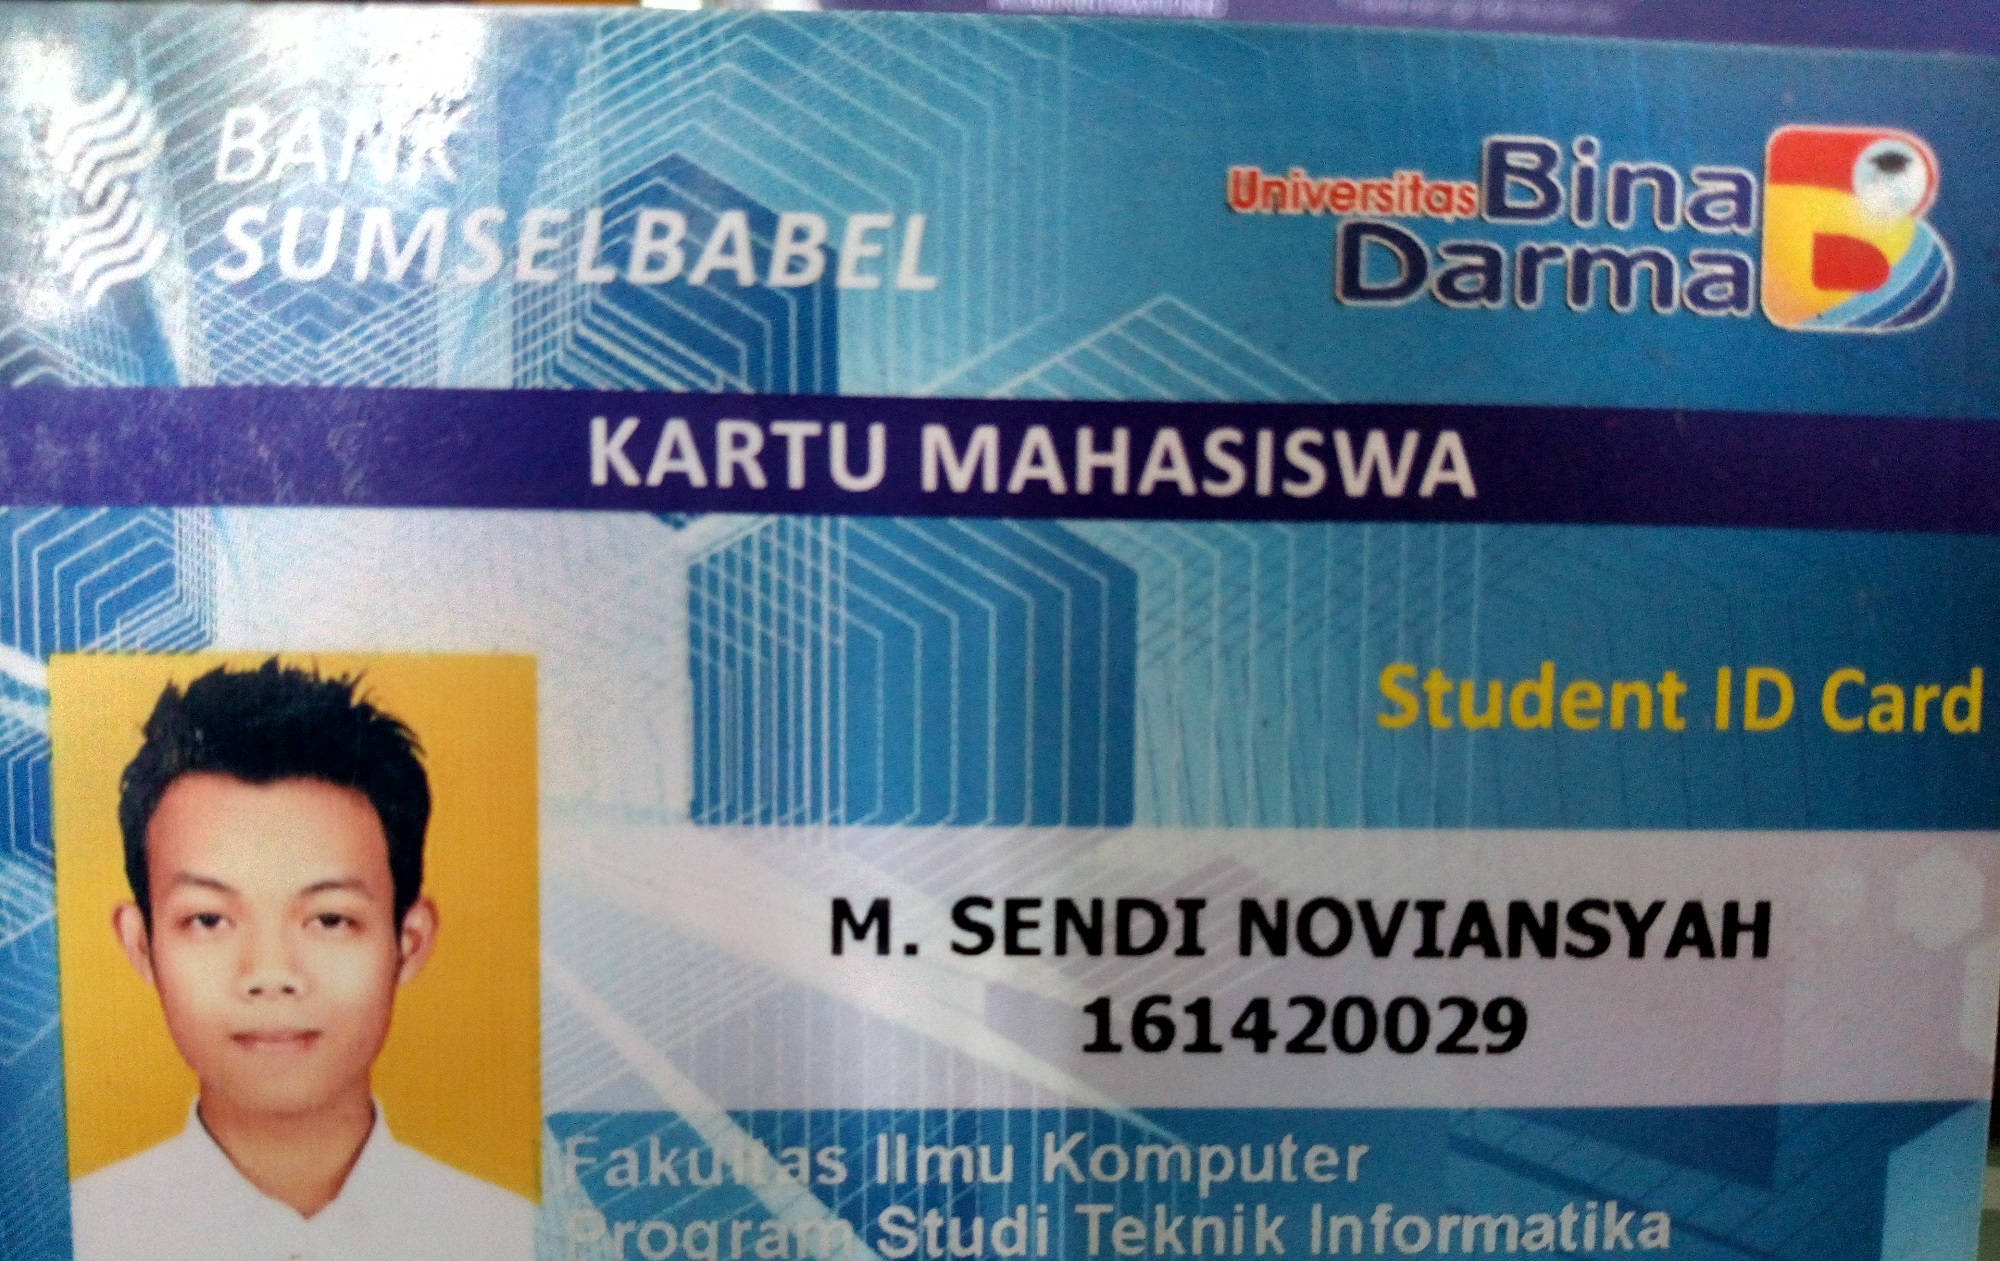 BANK
SUMSELBABEL
Universitas Bina
Darma
KARTU MAHASISWA
Student ID Card
M. SENDI NOVIANSYAH
161420029
Fakultas Ilmu Komputer
Program Studi Teknik Informatika